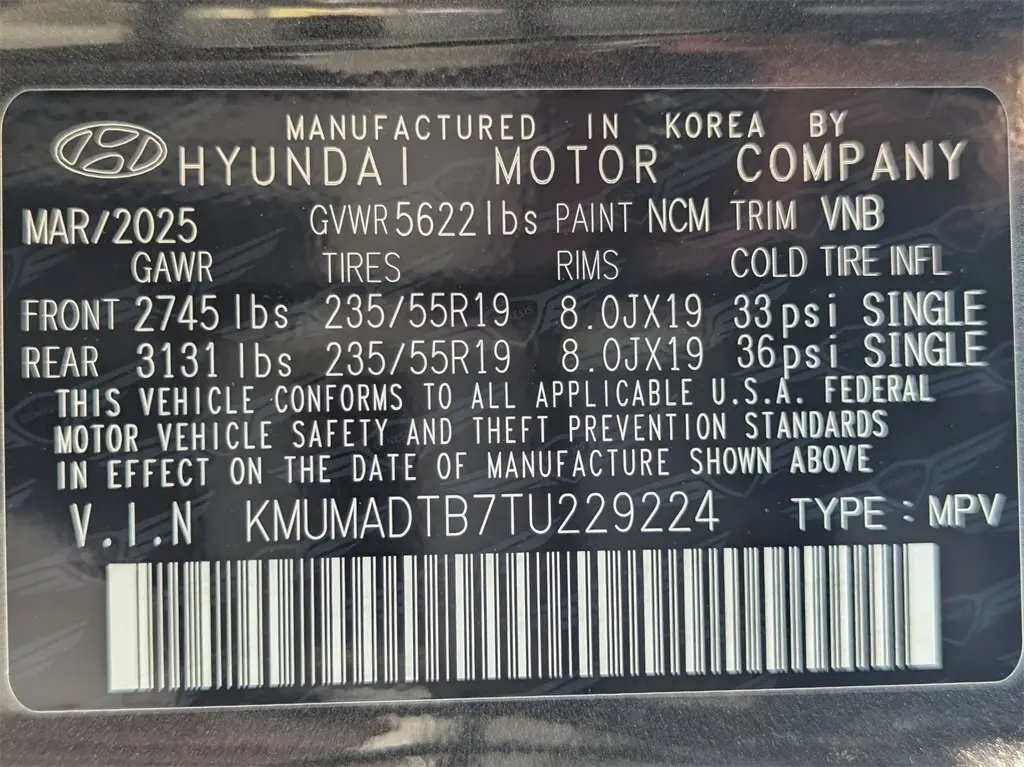 MANUFACTURED IN KOREA BY
HYUNDAI MOTOR COMPANY
MAR/2025 GVWR 5622 lbs PAINT NCM TRIM VNB
GAWR TIRES RIMS COLD TIRE INFL
FRONT 2745 lbs 235/55R19 8.0JX19 33psi SINGLE
REAR 3131 lbs 235/55R19 8.0JX19 36psi SINGLE
THIS VEHICLE CONFORMS TO ALL APPLICABLE U.S.A. FEDERAL
MOTOR VEHICLE SAFETY AND THEFT PREVENTION STANDARDS
IN EFFECT ON THE DATE OF MANUFACTURE SHOWN ABOVE
V.I.N KMUMADTB7TU229224 TYPE : MPV